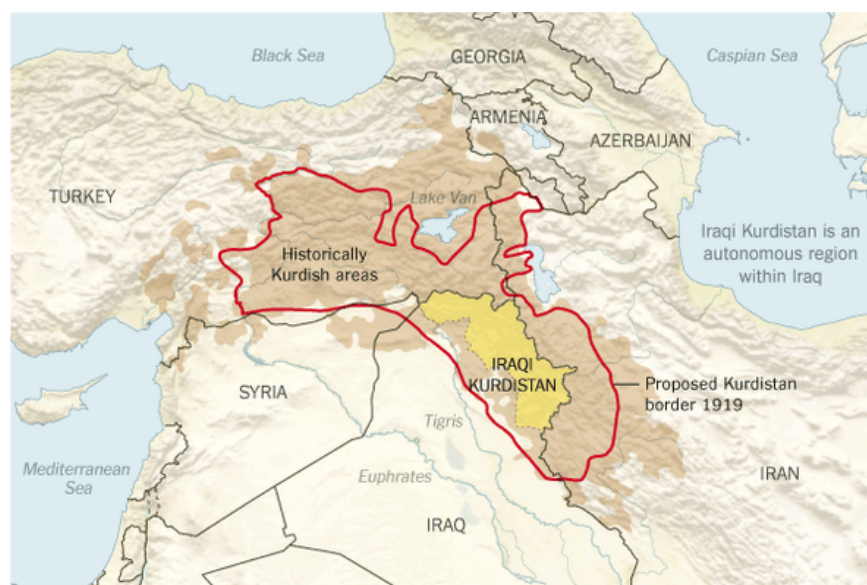 Black Sea
GEORGIA
Caspian Sea
ARMENIA
AZERBAIJAN
TURKEY
Lake Van
Iraqi Kurdistan is an
autonomous region
within Iraq
Historically
Kurdish areas
IRAQI
KURDISTAN
Proposed Kurdistan
border 1919
SYRIA
Tigris
Mediterranean
Sea
Euphrates
IRAN
IRAQ